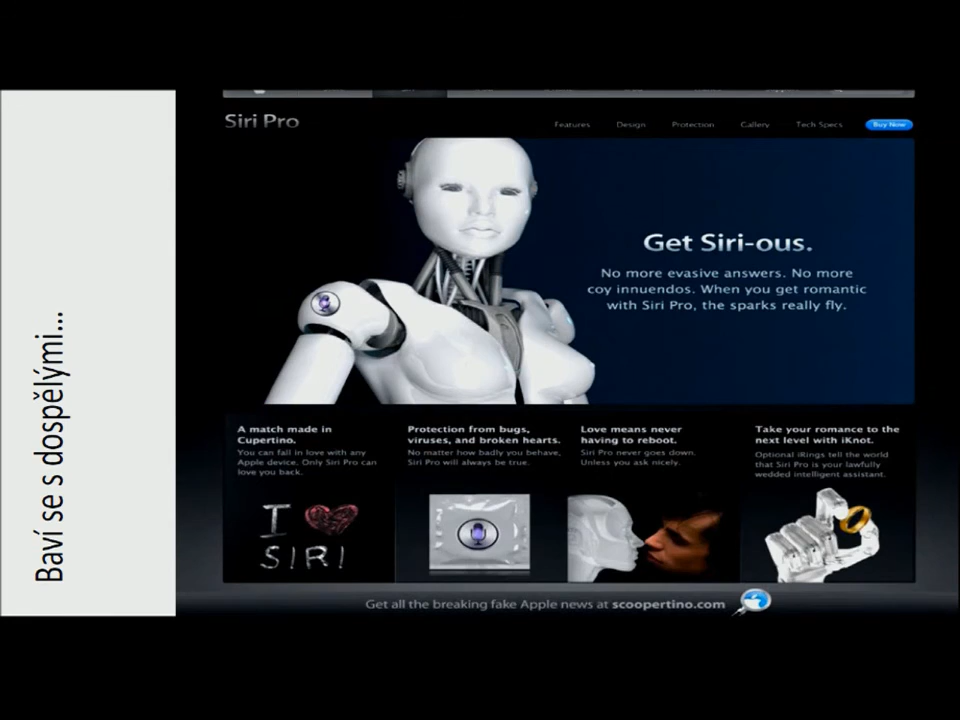 Baví se s dospělými...
Siri Pro
Features Design Protection Gallery Tech Specs Buy Now
Get Siri-ous.
No more evasive answers. No more
coy innuendos. When you get romantic
with Siri Pro, the sparks really fly.
A match made in
Cupertino.
You can fall in love with any
Apple device. Only Siri Pro can
love you back.
Protection from bugs,
viruses, and broken hearts.
No matter how badly you behave,
Siri Pro will always be true.
Love means never
having to reboot.
Siri Pro never goes down.
Unless you ask nicely.
Take your romance to the
next level with iKnot.
Optional iRings tell the world
that Siri Pro is your lawfully
wedded intelligent assistant.
I
SIRI
Get all the breaking fake Apple news at scoopertino.com